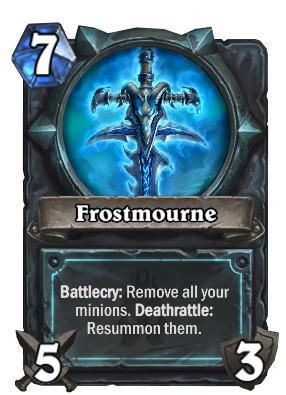 7
Frostmourne
Battlecry: Remove all your
minions. Deathrattle:
Resummon them.
5
3